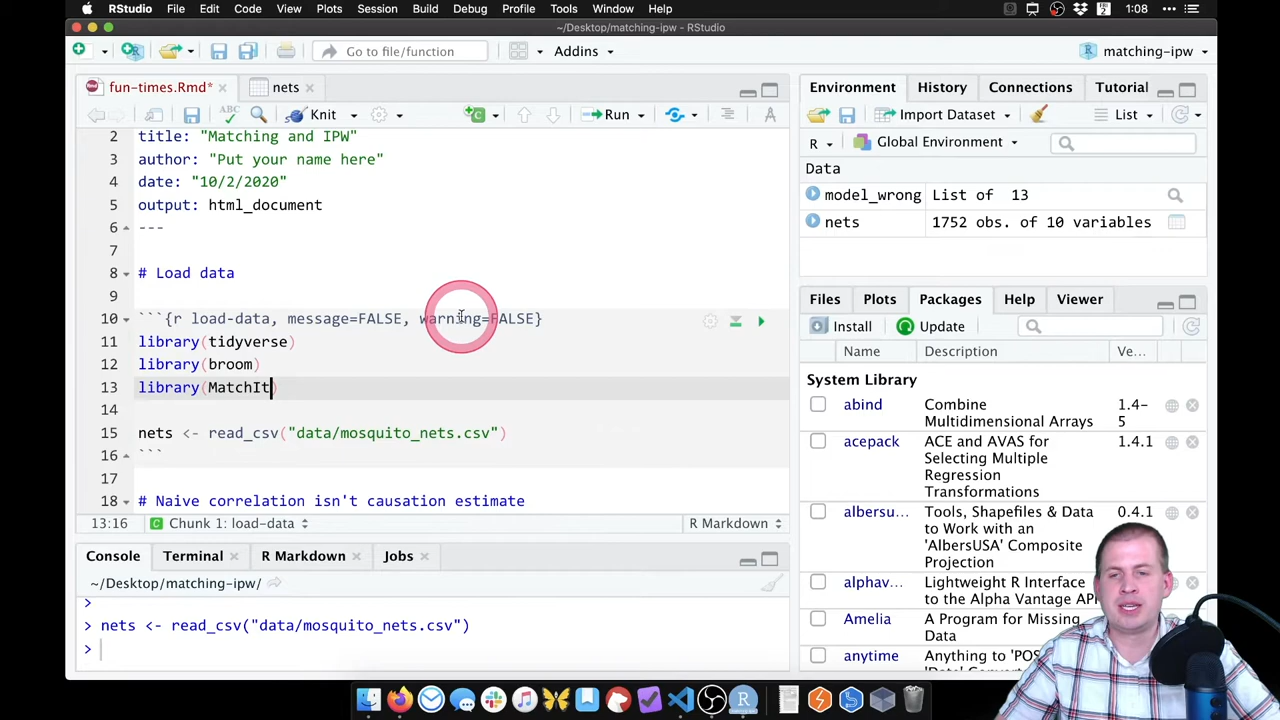 RStudio File Edit Code View Plots Session Build Debug Profile Tools Window Help 2 1:08
~/Desktop/matching-ipw - RStudio
Go to file/function Addins matching-ipw
fun-times.Rmd* nets
Knit Run
2 title: "Matching and IPW"
3 author: "Put your name here"
4 date: "10/2/2020"
5 output: html_document
6 ---
7
8 # Load data
9
10 ```{r load-data, message=FALSE, warning=FALSE}
11 library(tidyverse)
12 library(broom)
13 library(MatchIt)
14
15 nets <- read_csv("data/mosquito_nets.csv")
16 ```
17
18 # Naive correlation isn't causation estimate
13:16 Chunk 1: load-data R Markdown
Console Terminal R Markdown Jobs
~/Desktop/matching-ipw/
>
> nets <- read_csv("data/mosquito_nets.csv")
>
Environment History Connections Tutorial
Import Dataset List
R Global Environment
Data
model_wrong List of 13
nets 1752 obs. of 10 variables
Files Plots Packages Help Viewer
Install Update
Name Description Ve...
System Library
abind Combine Multidimensional Arrays 1.4-5
acepack ACE and AVAS for Selecting Multiple Regression Transformations 1.4.1
albersu... Tools, Shapefiles & Data to Work with an 'AlbersUSA' Composite Projection 0.4.1
alphav... Lightweight R Interface to the Alpha Vantage API
Amelia A Program for Missing Data
anytime Anything to 'POS